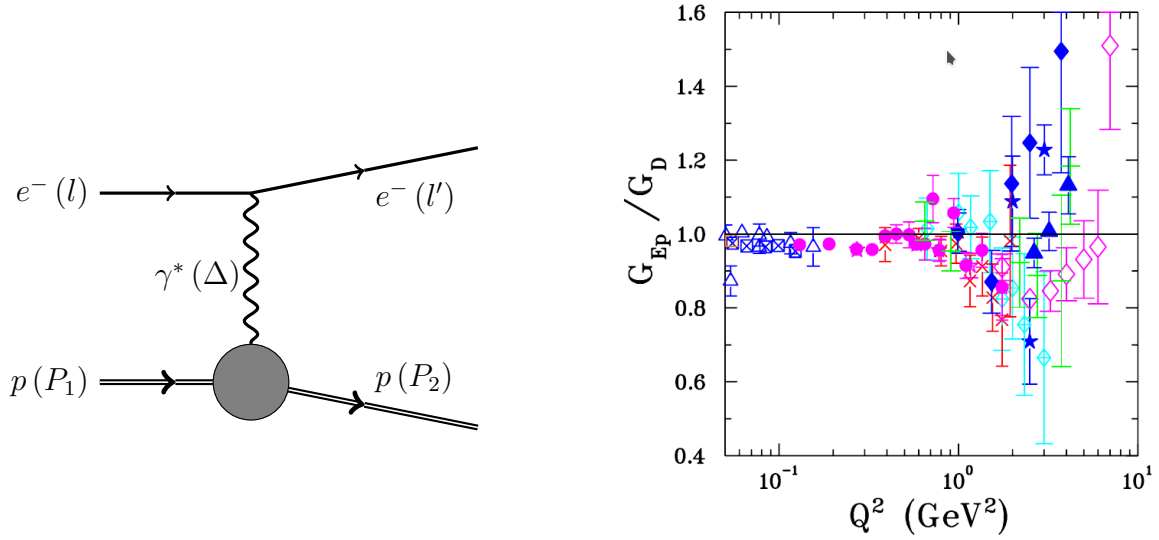 e⁻ (l)
e⁻ (l′)
γ* (Δ)
p (P₁)
p (P₂)
G_Ep/G_D
1.6
1.4
1.2
1.0
0.8
0.6
0.4
10⁻¹
10⁰
10¹
Q² (GeV²)